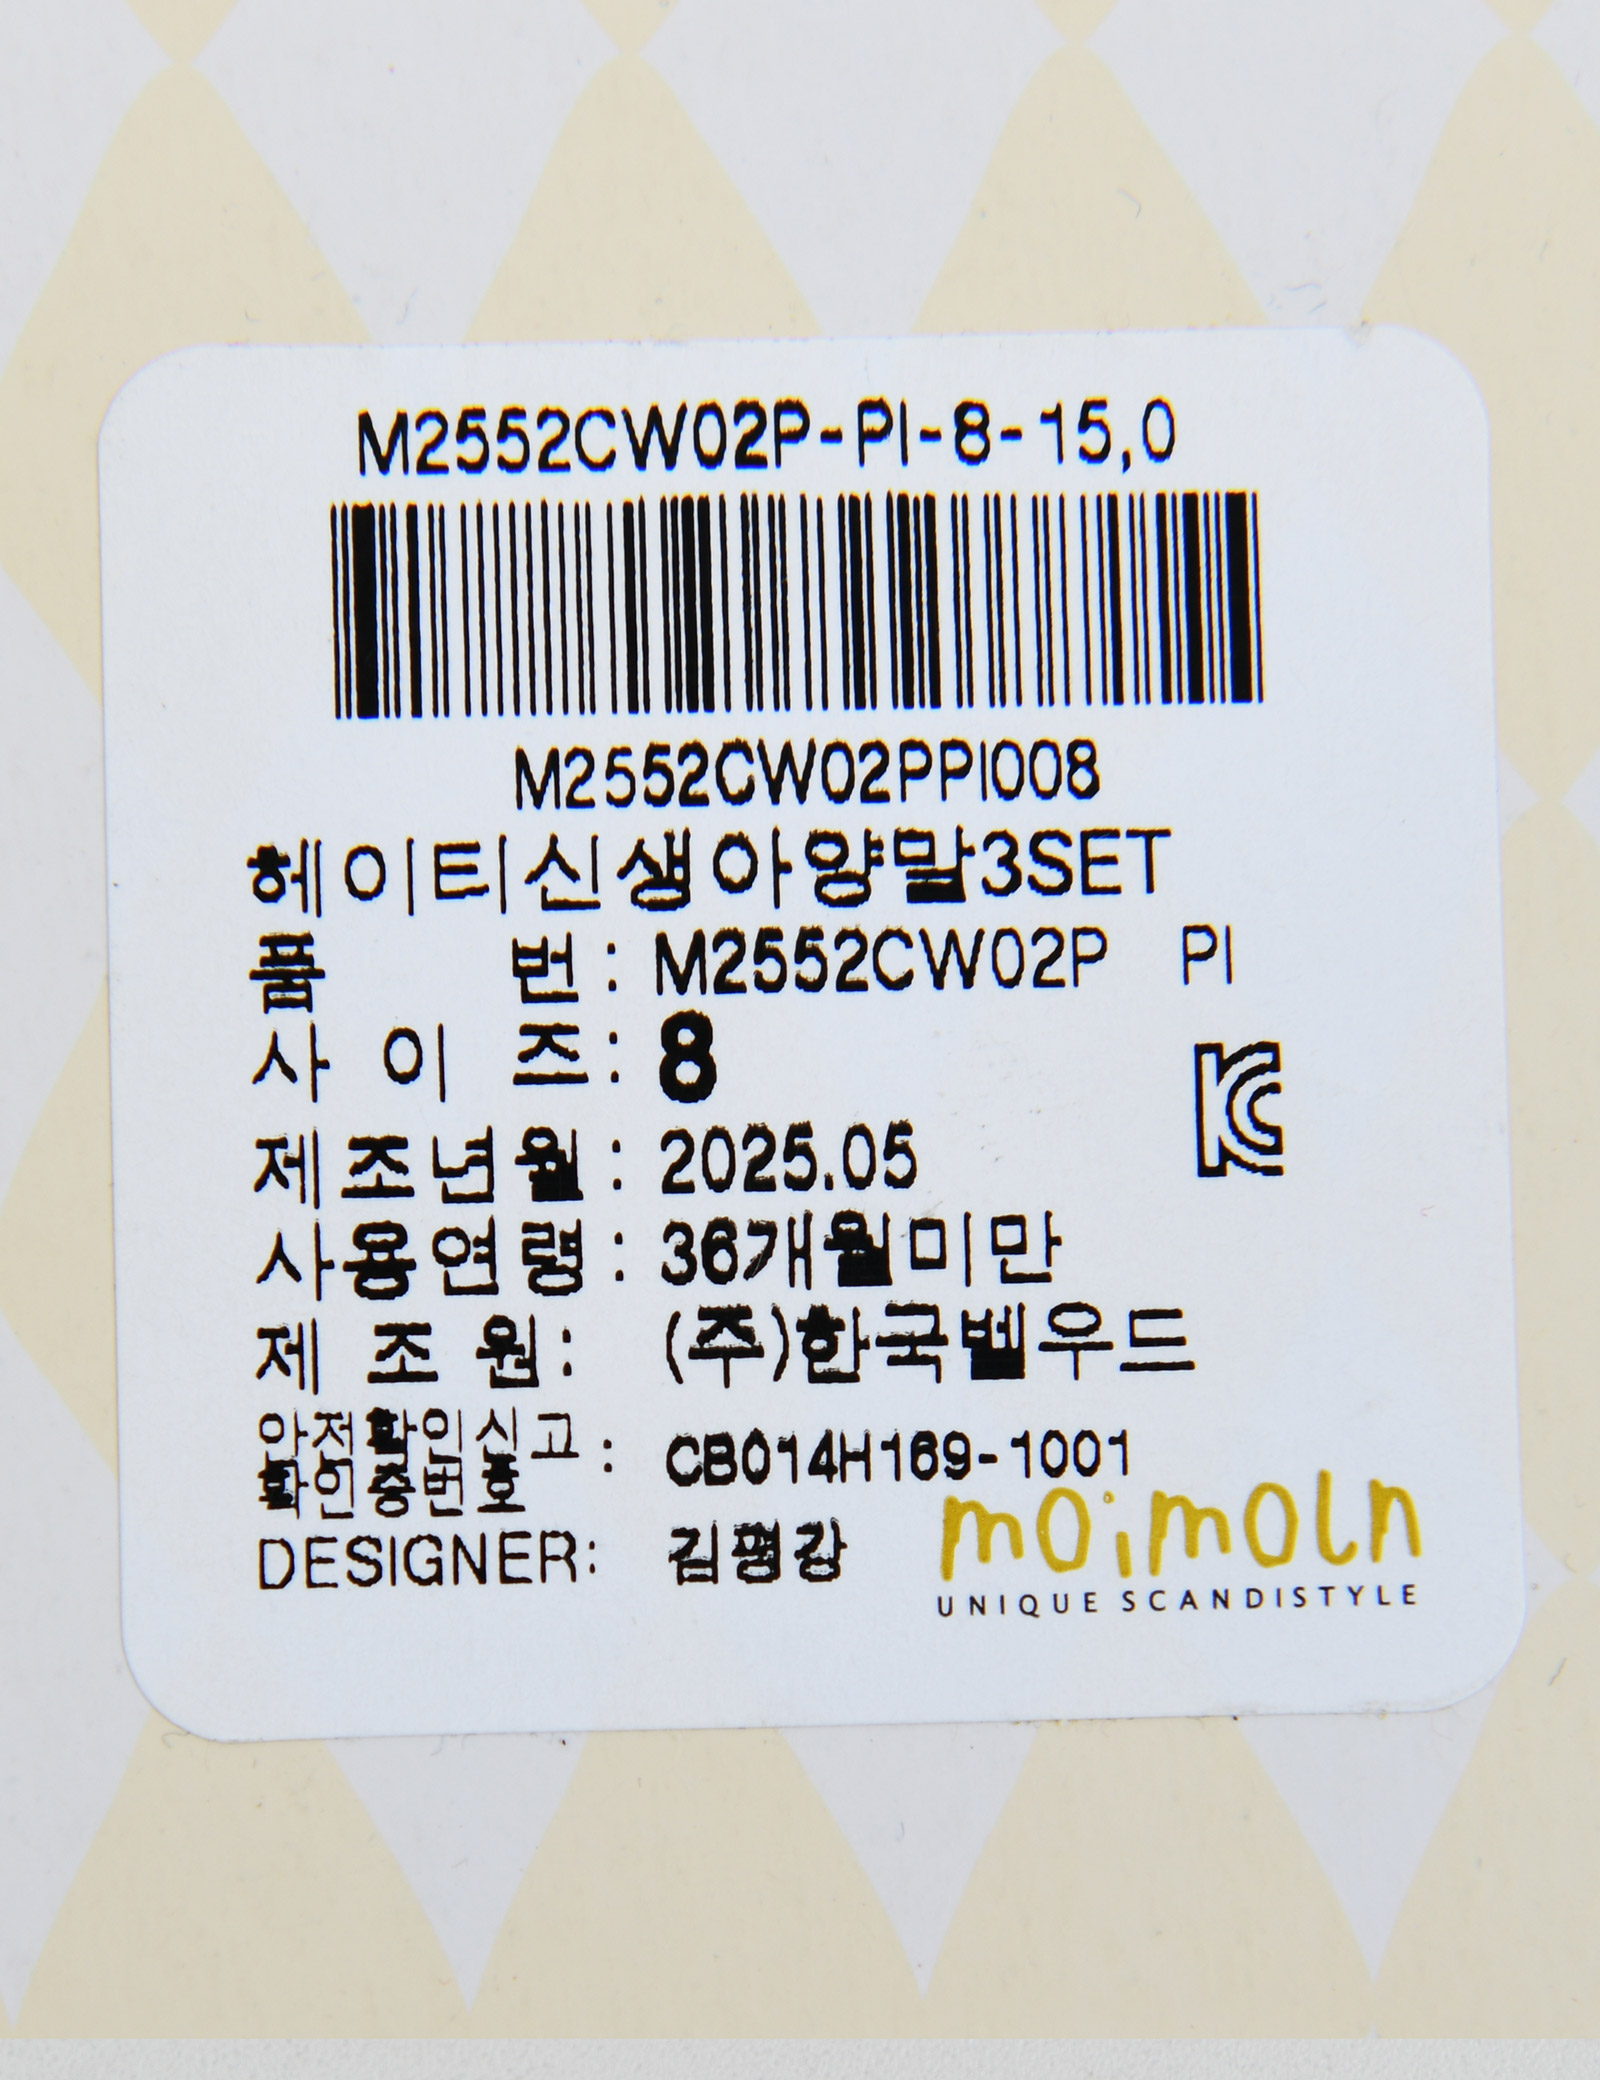 M2552CW02P-PI-8-15,0
M2552CW02PPI008
헤이티신생아양말3SET
품 번 : M2552CW02P PI
사 이 즈 : 8
제조년월 : 2025.05
사용연령 : 36개월미만
제 조 원 : (주)한국벨우드
안전확인신고
확인증번호 : CB014H169-1001
DESIGNER: 김평강
moimoln
UNIQUE SCANDISTYLE